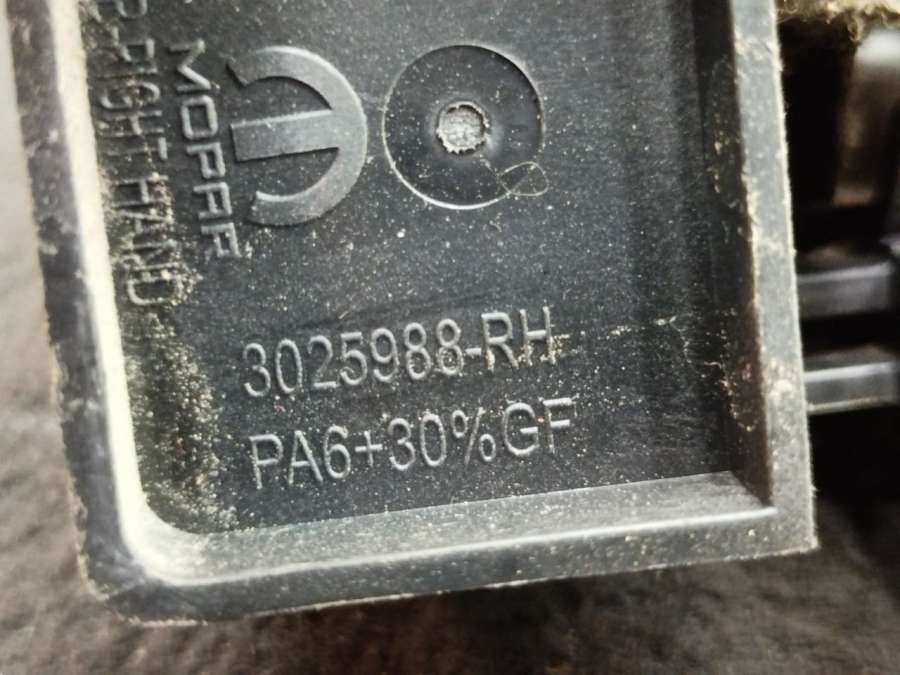 RIGHT HAND
MOPAR
3025988-RH
PA6+30%GF